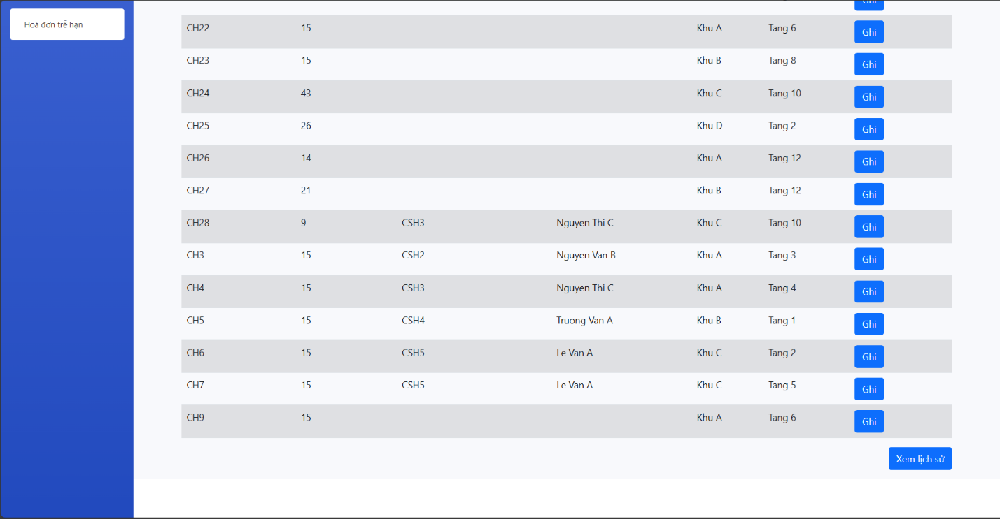 Hoá đơn trễ hạn
Ghi
CH22 15 Khu A Tang 6 Ghi
CH23 15 Khu B Tang 8 Ghi
CH24 43 Khu C Tang 10 Ghi
CH25 26 Khu D Tang 2 Ghi
CH26 14 Khu A Tang 12 Ghi
CH27 21 Khu B Tang 12 Ghi
CH28 9 CSH3 Nguyen Thi C Khu C Tang 10 Ghi
CH3 15 CSH2 Nguyen Van B Khu A Tang 3 Ghi
CH4 15 CSH3 Nguyen Thi C Khu A Tang 4 Ghi
CH5 15 CSH4 Truong Van A Khu B Tang 1 Ghi
CH6 15 CSH5 Le Van A Khu C Tang 2 Ghi
CH7 15 CSH5 Le Van A Khu C Tang 5 Ghi
CH9 15 Khu A Tang 6 Ghi
Xem lịch sử